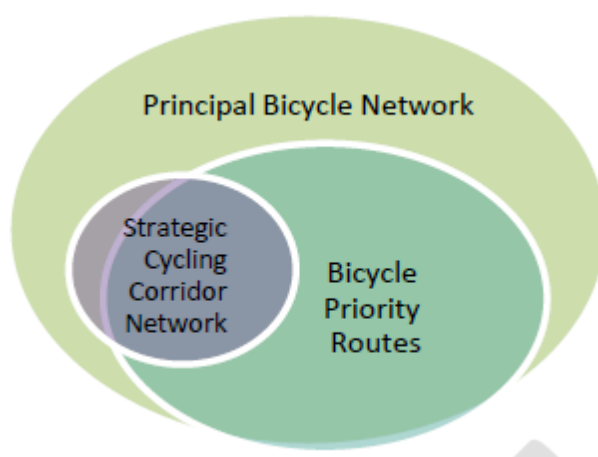 Principal Bicycle Network
Strategic
Cycling
Corridor
Network
Bicycle
Priority
Routes